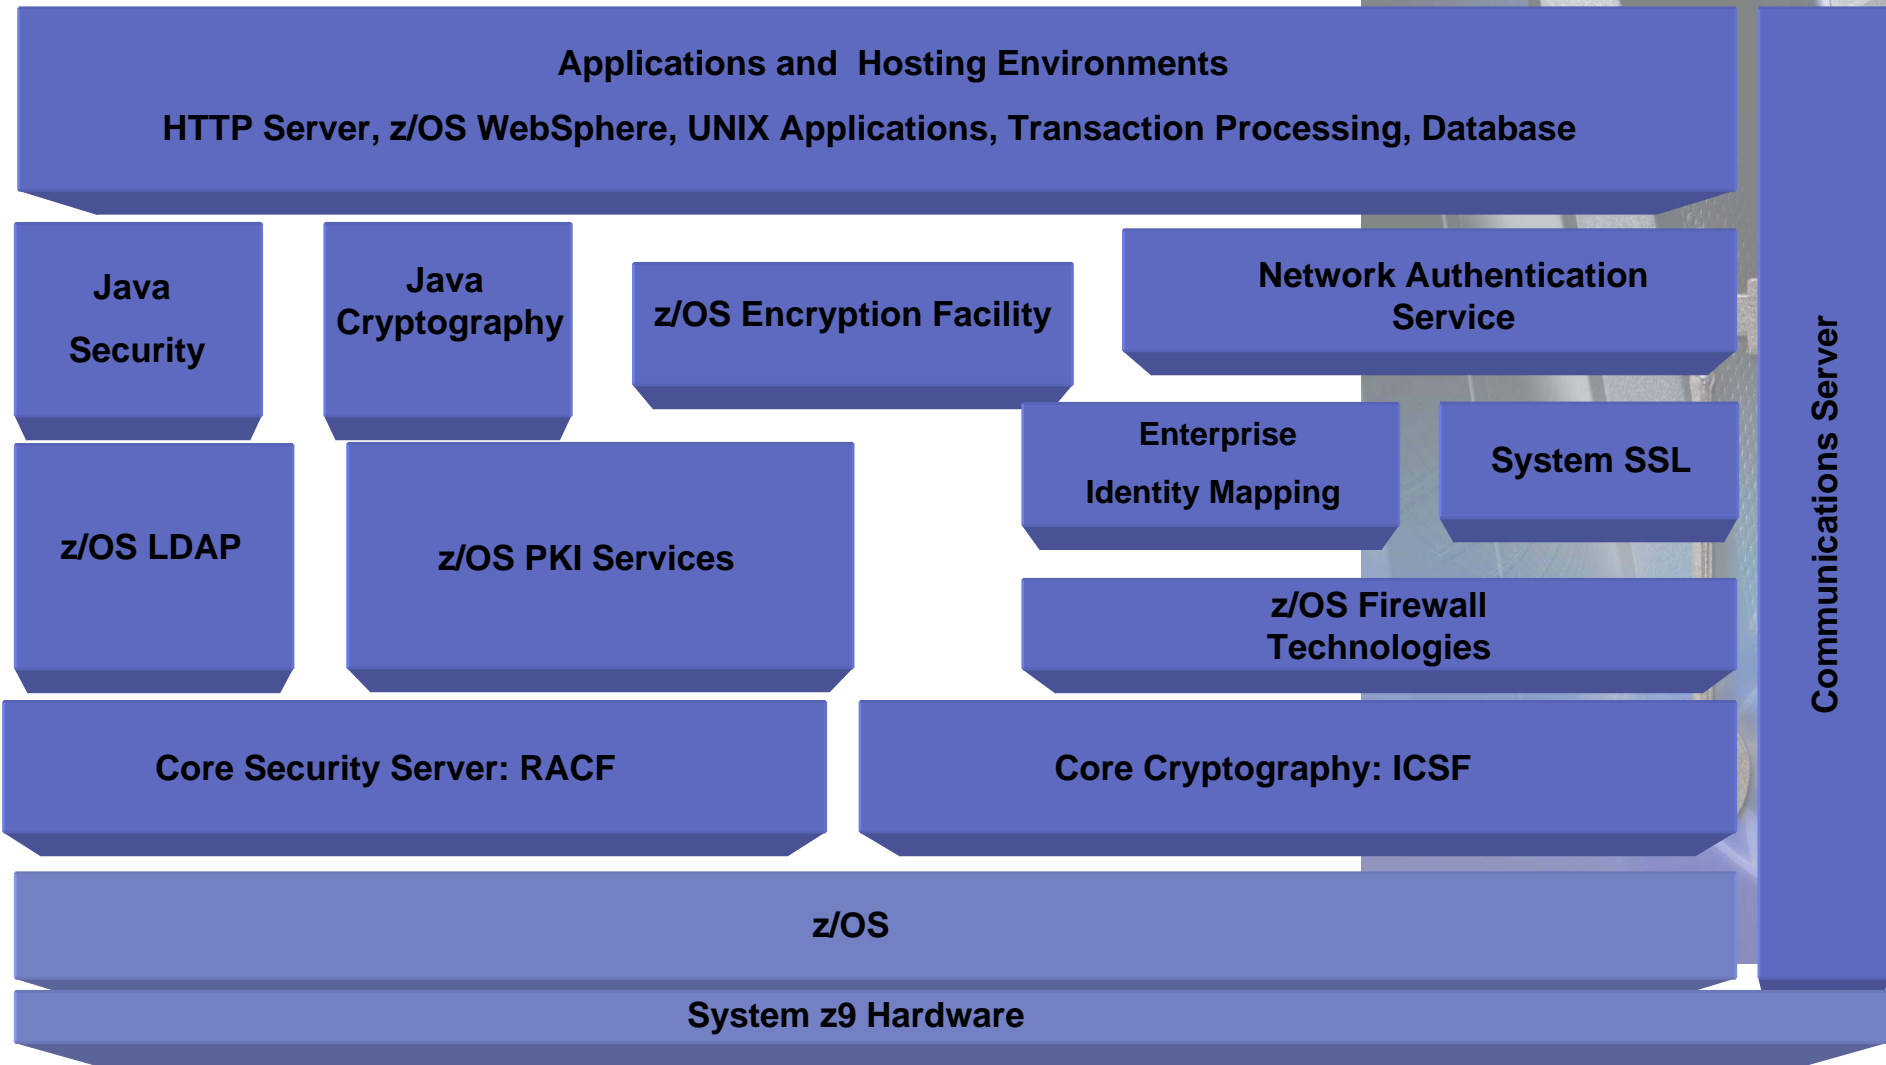 Applications and Hosting Environments
HTTP Server, z/OS WebSphere, UNIX Applications, Transaction Processing, Database
Java
Security
Java
Cryptography
z/OS Encryption Facility
Network Authentication
Service
Enterprise
Identity Mapping
System SSL
z/OS LDAP
z/OS PKI Services
z/OS Firewall
Technologies
Communications Server
Core Security Server: RACF
Core Cryptography: ICSF
z/OS
System z9 Hardware